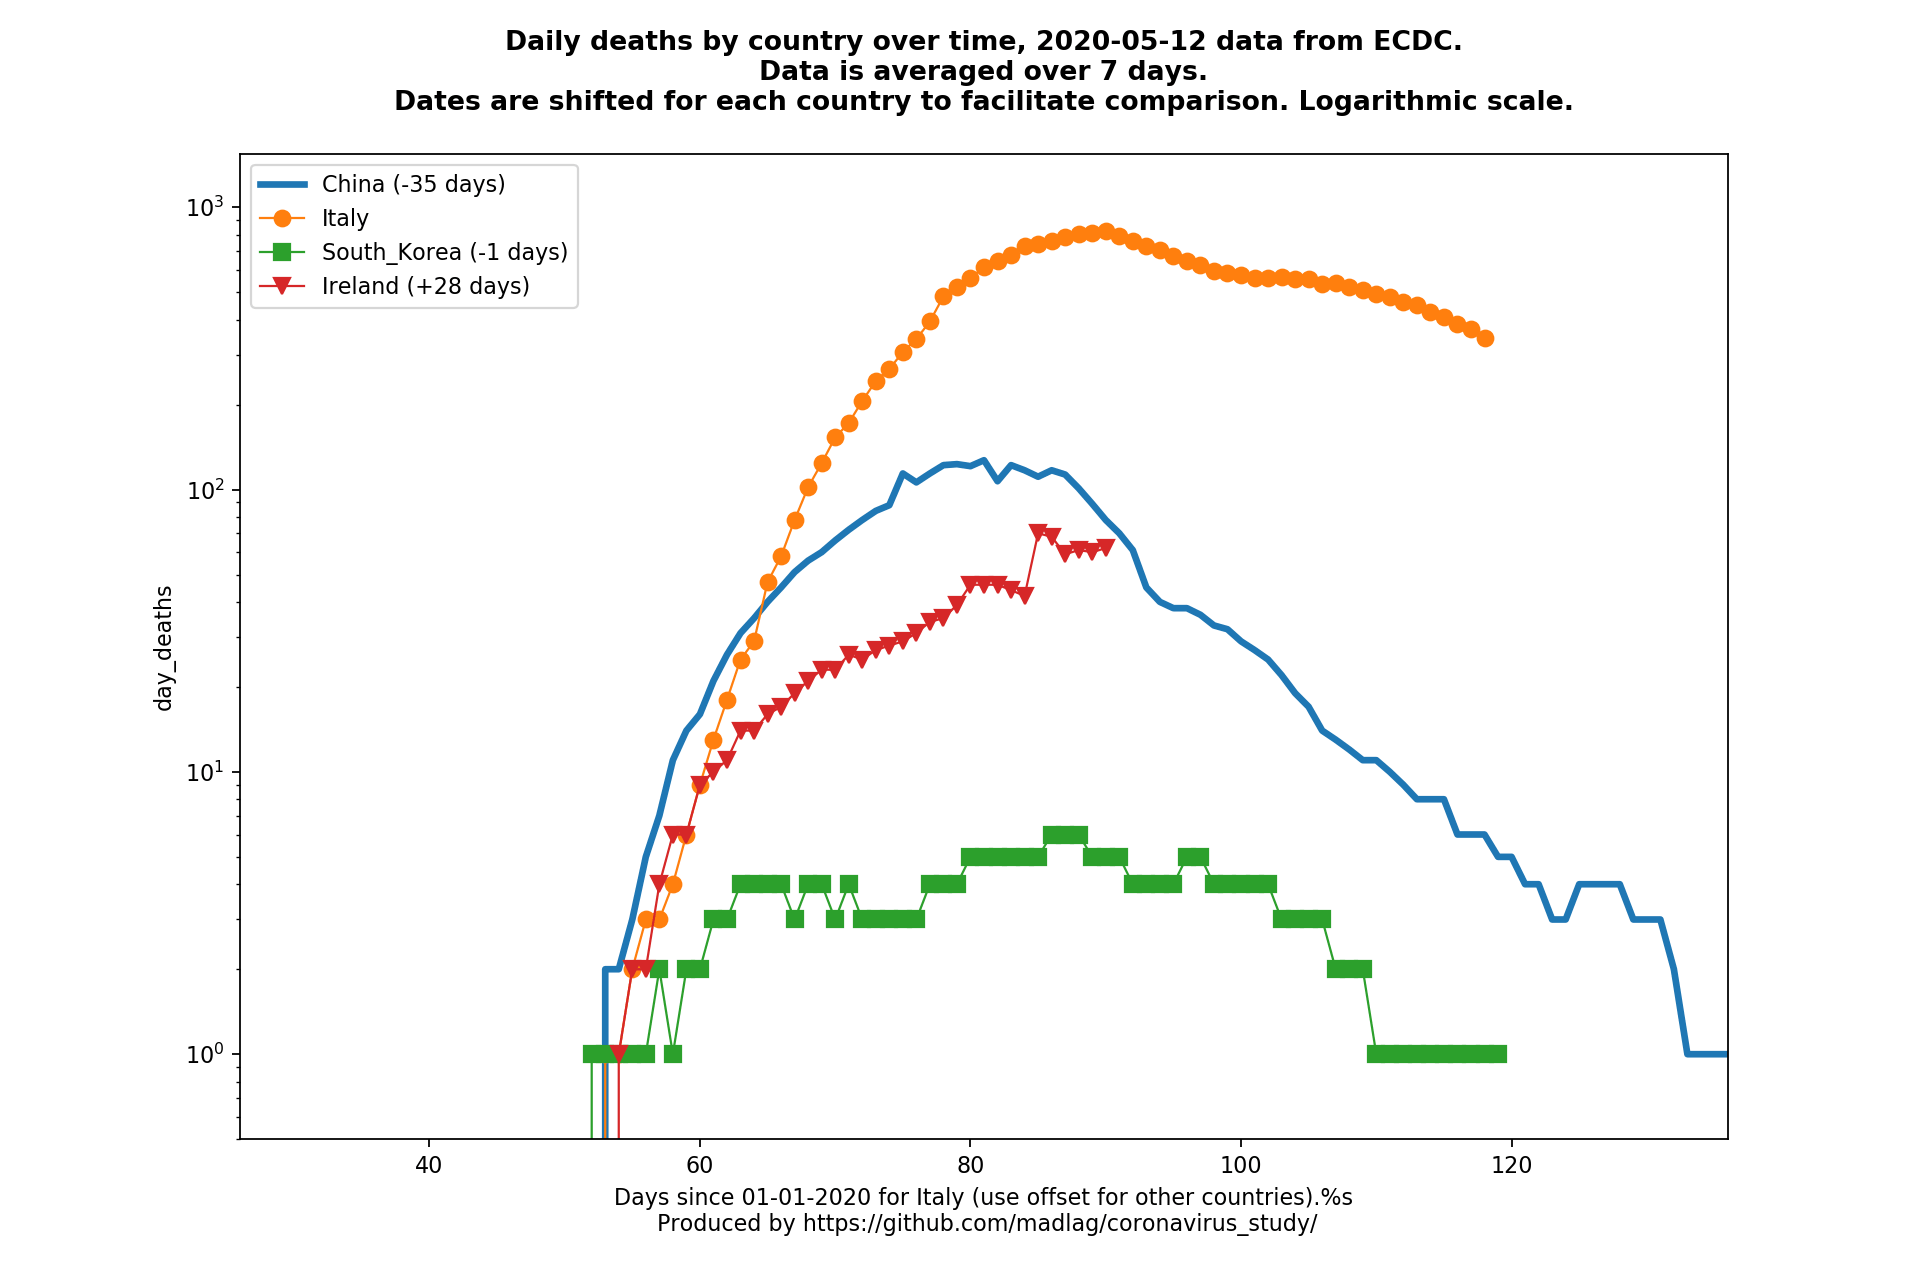 Daily deaths by country over time, 2020-05-12 data from ECDC.
Data is averaged over 7 days.
Dates are shifted for each country to facilitate comparison. Logarithmic scale.
China (-35 days)
Italy
South_Korea (-1 days)
Ireland (+28 days)
10³
10²
10¹
10⁰
day_deaths
40 60 80 100 120
Days since 01-01-2020 for Italy (use offset for other countries).%s
Produced by https://github.com/madlag/coronavirus_study/